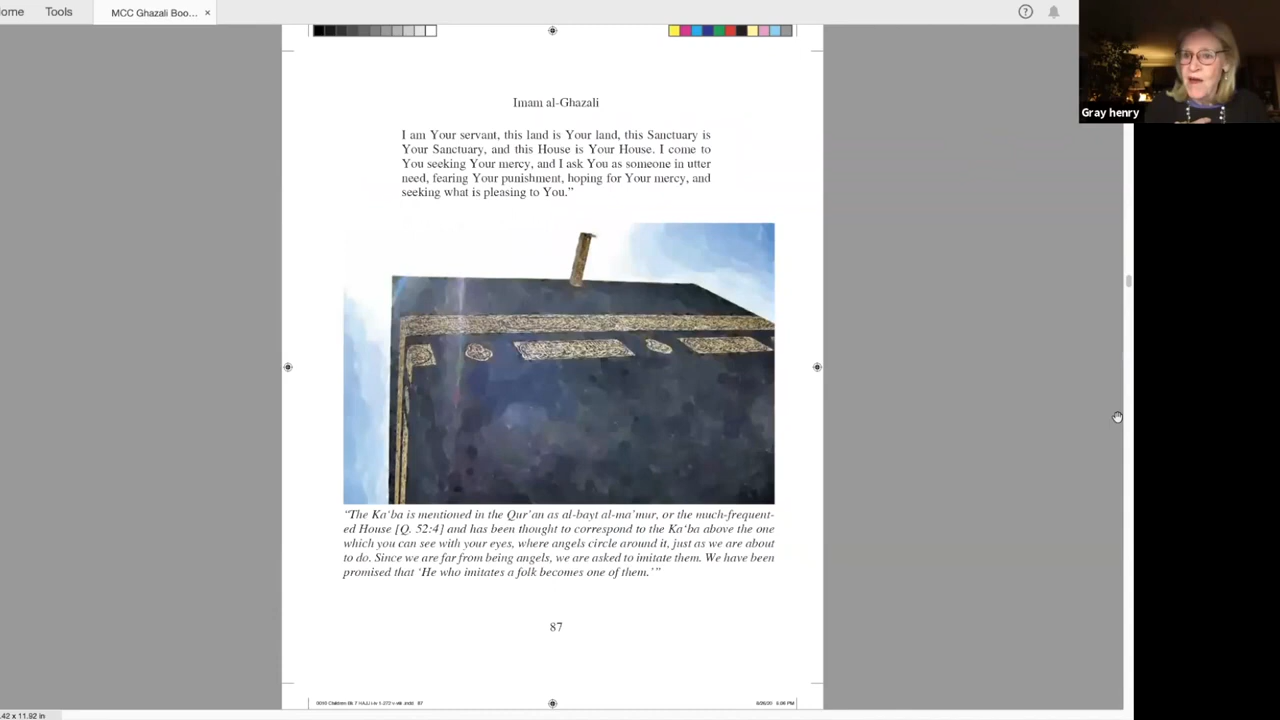 ome
Tools
MCC Ghazali Boo... ×
?
Gray henry
Imam al-Ghazali
I am Your servant, this land is Your land, this Sanctuary is
Your Sanctuary, and this House is Your House. I come to
You seeking Your mercy, and I ask You as someone in utter
need, fearing Your punishment, hoping for Your mercy, and
seeking what is pleasing to You.”
“The Ka‘ba is mentioned in the Qur’an as al-bayt al-ma’mur, or the much-frequent-
ed House [Q. 52:4] and has been thought to correspond to the Ka‘ba above the one
which you can see with your eyes, where angels circle around it, just as we are about
to do. Since we are far from being angels, we are asked to imitate them. We have been
promised that ‘He who imitates a folk becomes one of them.’”
87
.42 x 11.92 in